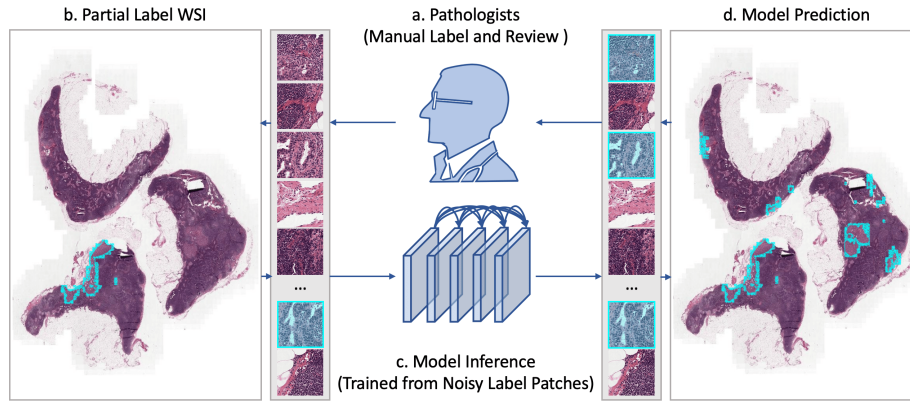 b. Partial Label WSI
a. Pathologists
(Manual Label and Review )
d. Model Prediction
...
...
c. Model Inference
(Trained from Noisy Label Patches)